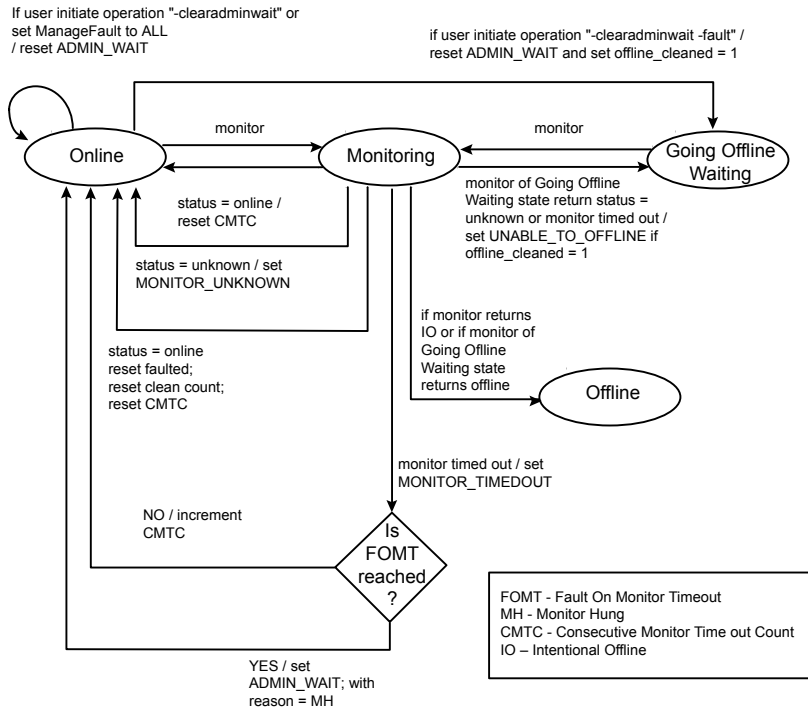 If user initiate operation "-clearadminwait" or
set ManageFault to ALL
/ reset ADMIN_WAIT
if user initiate operation "-clearadminwait -fault" /
reset ADMIN_WAIT and set offline_cleaned = 1
monitor
monitor
Online
Monitoring
Going Offline
Waiting
status = online /
reset CMTC
monitor of Going Offline
Waiting state return status =
unknown or monitor timed out /
set UNABLE_TO_OFFLINE if
offline_cleaned = 1
status = unknown / set
MONITOR_UNKNOWN
if monitor returns
IO or if monitor of
Going Ofline
Waiting state
returns offline
status = online
reset faulted;
reset clean count;
reset CMTC
Offline
monitor timed out / set
MONITOR_TIMEDOUT
NO / increment
CMTC
Is
FOMT
reached
?
FOMT - Fault On Monitor Timeout
MH - Monitor Hung
CMTC - Consecutive Monitor Time out Count
IO – Intentional Offline
YES / set
ADMIN_WAIT; with
reason = MH